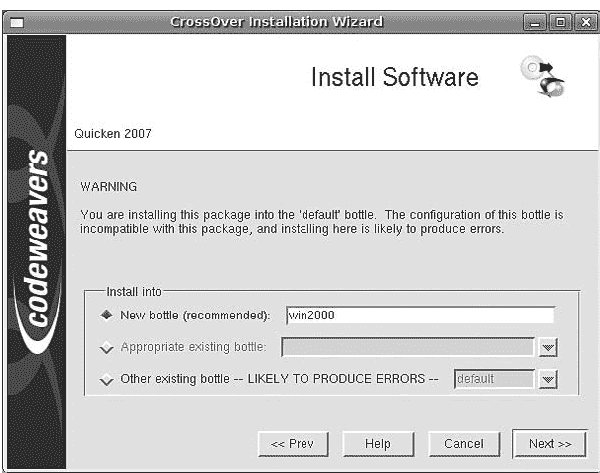 CrossOver Installation Wizard
Install Software
Quicken 2007
codeweavers
WARNING
You are installing this package into the 'default' bottle. The configuration of this bottle is
incompatible with this package, and installing here is likely to produce errors.
Install into
New bottle (recommended): win2000
Appropriate existing bottle:
Other existing bottle -- LIKELY TO PRODUCE ERRORS -- default
<< Prev Help Cancel Next >>